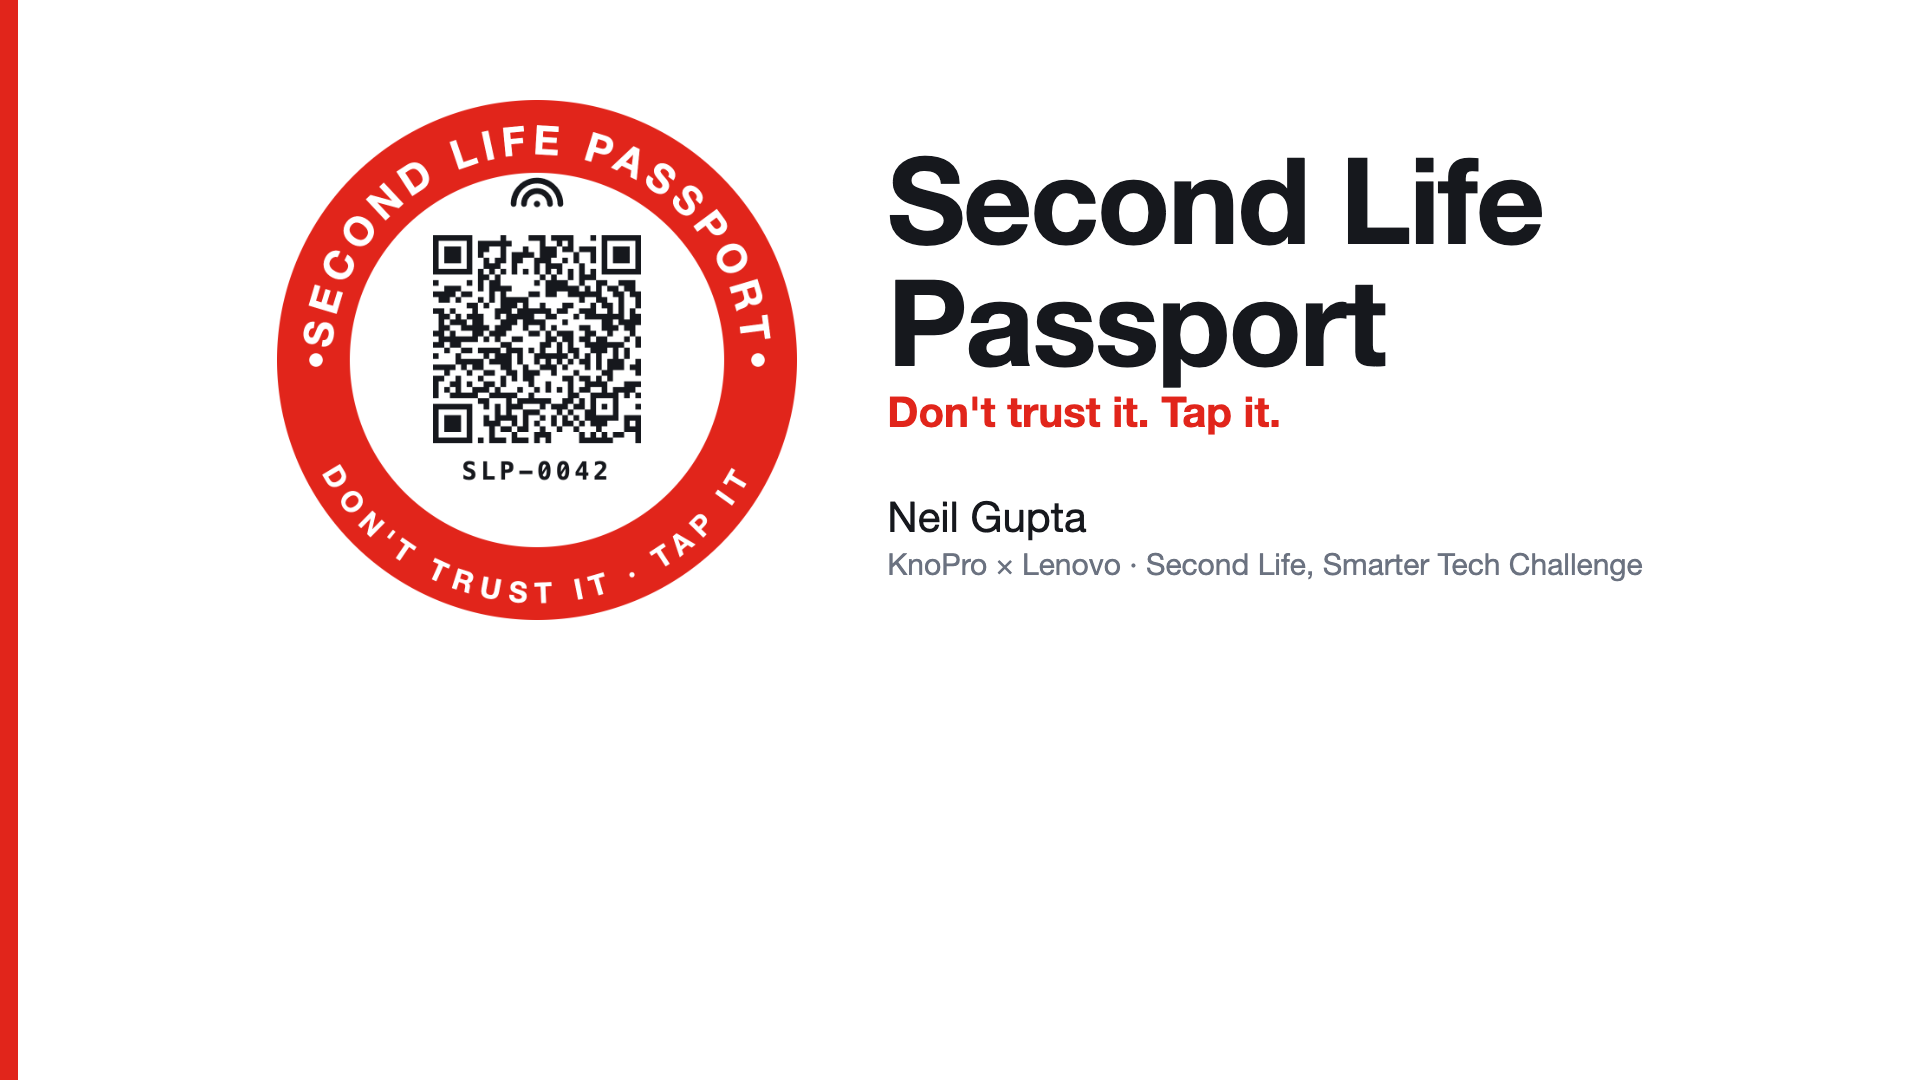 •SECOND LIFE PASSPORT•
SLP-0042
DON'T TRUST IT · TAP IT
Second Life
Passport
Don't trust it. Tap it.
Neil Gupta
KnoPro × Lenovo · Second Life, Smarter Tech Challenge